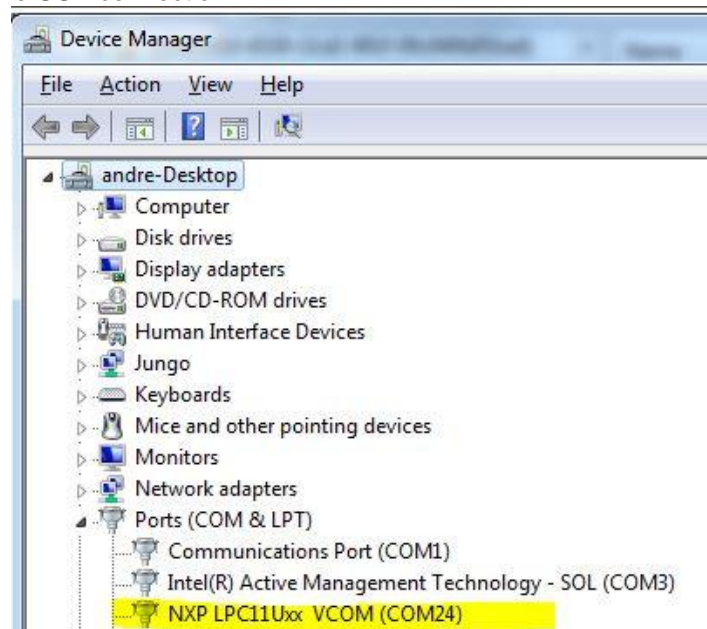 Device Manager
File Action View Help
andre-Desktop
Computer
Disk drives
Display adapters
DVD/CD-ROM drives
Human Interface Devices
Jungo
Keyboards
Mice and other pointing devices
Monitors
Network adapters
Ports (COM & LPT)
Communications Port (COM1)
Intel(R) Active Management Technology - SOL (COM3)
NXP LPC11Uxx VCOM (COM24)